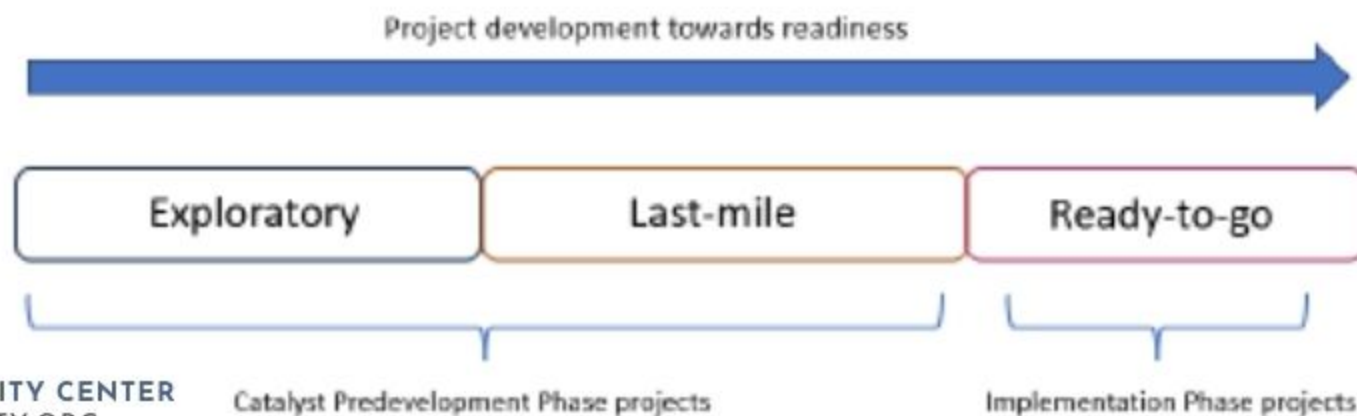 Project development towards readiness
Exploratory
Last-mile
Ready-to-go
ITY CENTER
Catalyst Predevelopment Phase projects
Implementation Phase projects